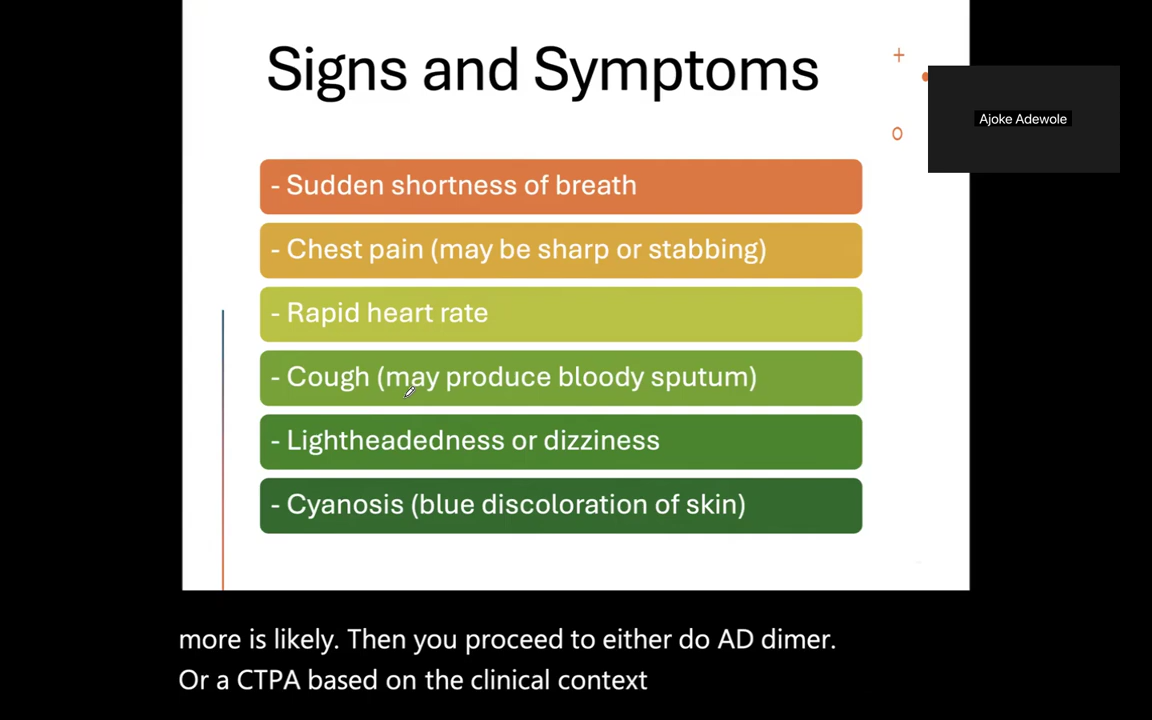 Signs and Symptoms
Ajoke Adewole
- Sudden shortness of breath
- Chest pain (may be sharp or stabbing)
- Rapid heart rate
- Cough (may produce bloody sputum)
- Lightheadedness or dizziness
- Cyanosis (blue discoloration of skin)
more is likely. Then you proceed to either do AD dimer.
Or a CTPA based on the clinical context